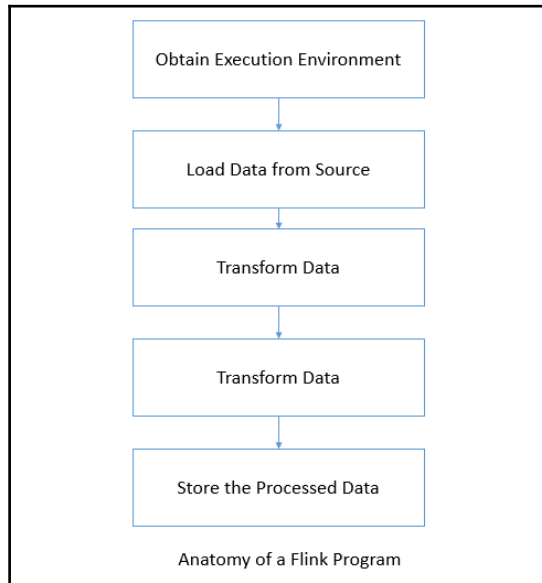 Obtain Execution Environment
Load Data from Source
Transform Data
Transform Data
Store the Processed Data
Anatomy of a Flink Program